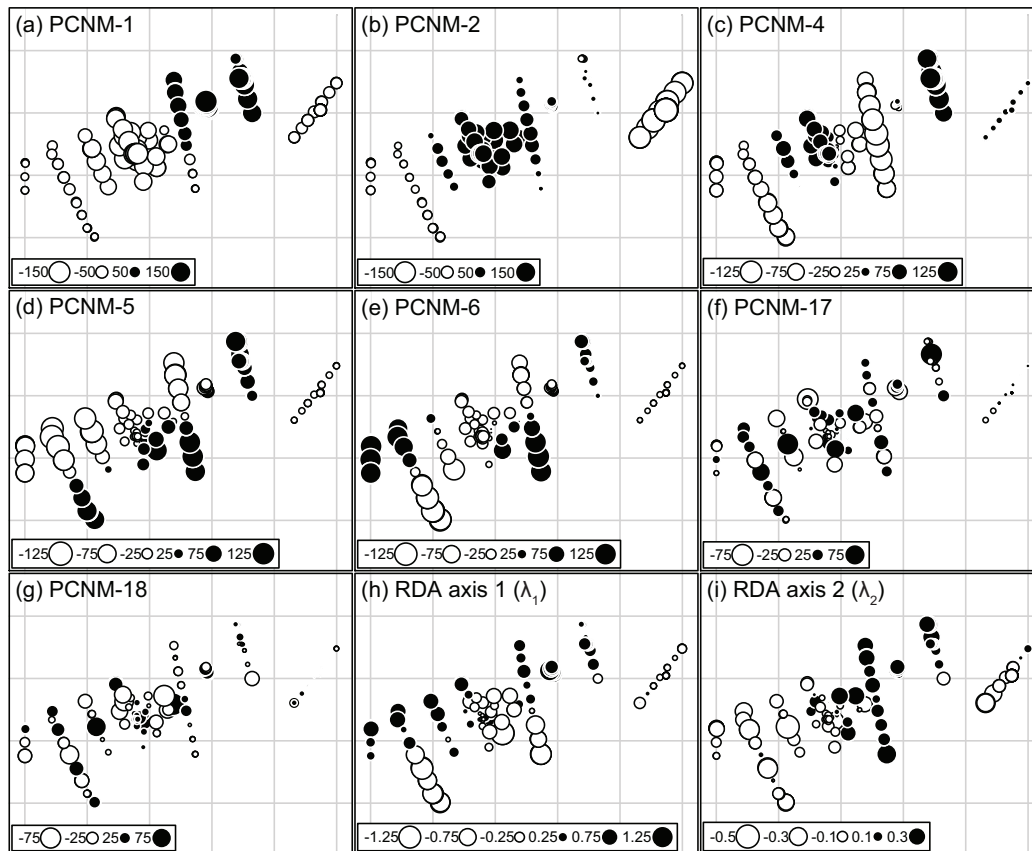 (a) PCNM-1
(b) PCNM-2
(c) PCNM-4
-150 -50 50 150
-150 -50 50 150
-125 -75 -25 25 75 125
(d) PCNM-5
(e) PCNM-6
(f) PCNM-17
-125 -75 -25 25 75 125
-125 -75 -25 25 75 125
-75 -25 25 75
(g) PCNM-18
(h) RDA axis 1 (λ₁)
(i) RDA axis 2 (λ₂)
-75 -25 25 75
-1.25 -0.75 -0.25 0.25 0.75 1.25
-0.5 -0.3 -0.1 0.1 0.3